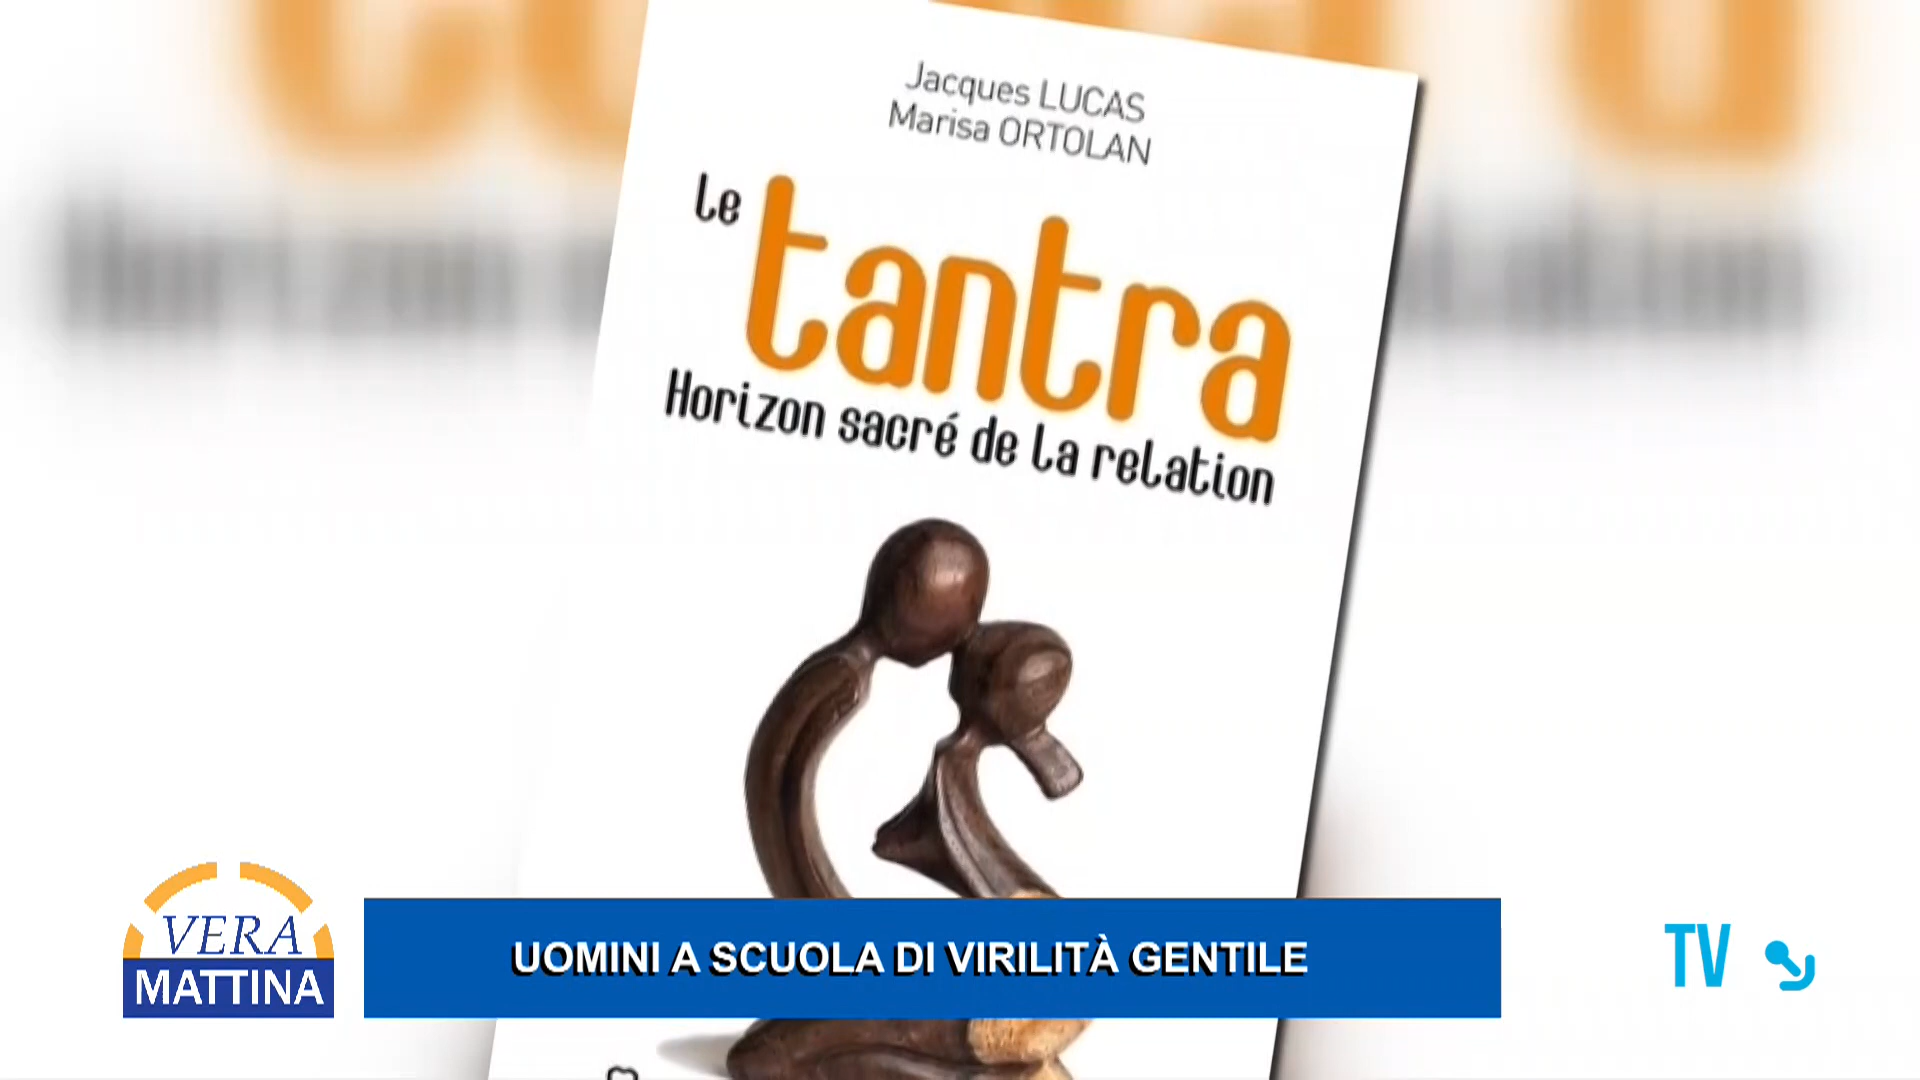 Jacques LUCAS
Marisa ORTOLAN
Le tantra
Horizon sacré de la relation
VERA
MATTINA
UOMINI A SCUOLA DI VIRILITÀ GENTILE
TV